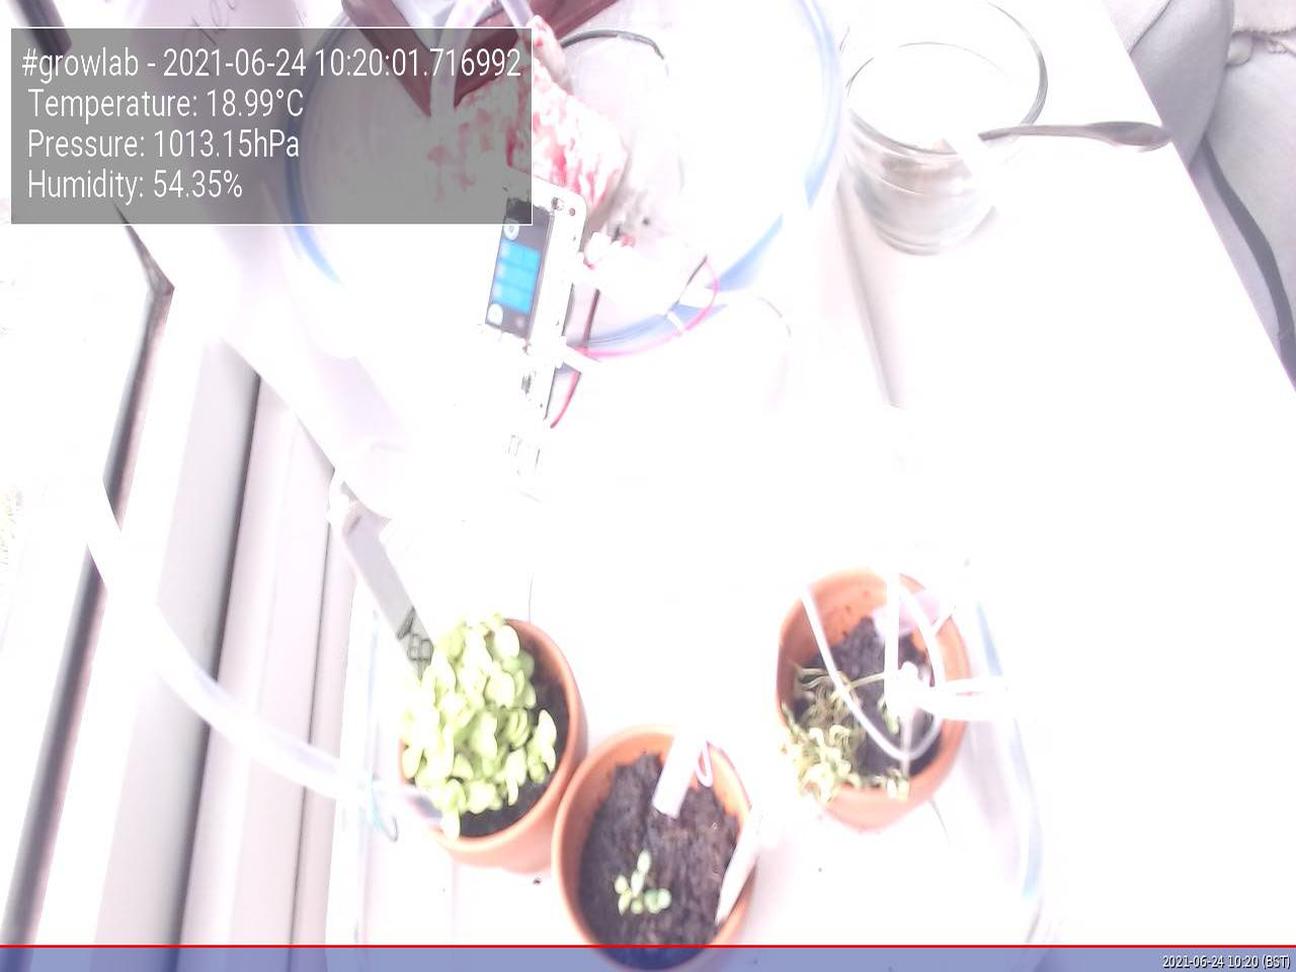 #growlab - 2021-06-24 10:20:01.716992
Temperature: 18.99°C
Pressure: 1013.15hPa
Humidity: 54.35%
2021-06-24 10:20 (BST)